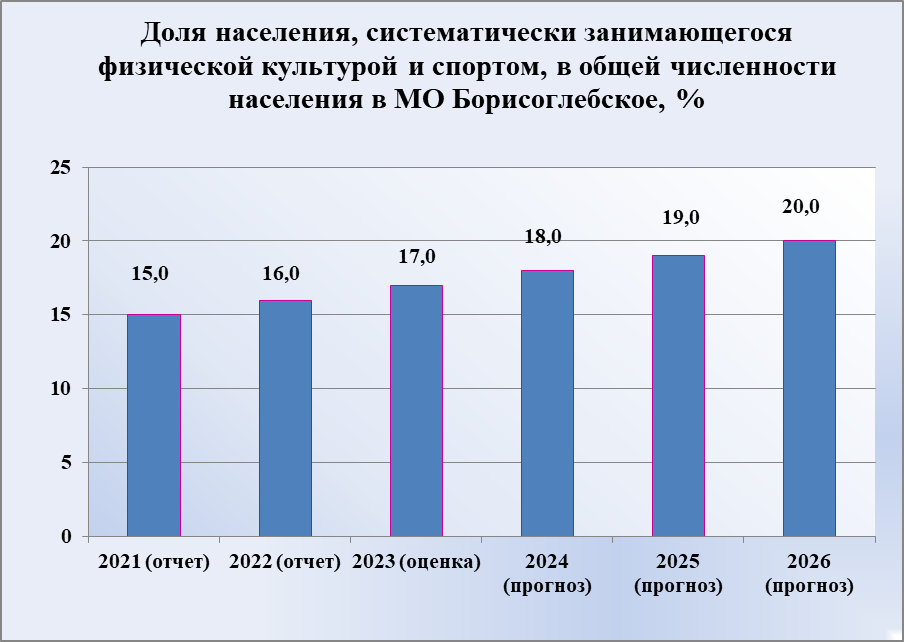 Доля населения, систематически занимающегося
физической культурой и спортом, в общей численности
населения в МО Борисоглебское, %
25
20
15
10
5
0
15,0
16,0
17,0
18,0
19,0
20,0
2021 (отчет)
2022 (отчет)
2023 (оценка)
2024
(прогноз)
2025
(прогноз)
2026
(прогноз)